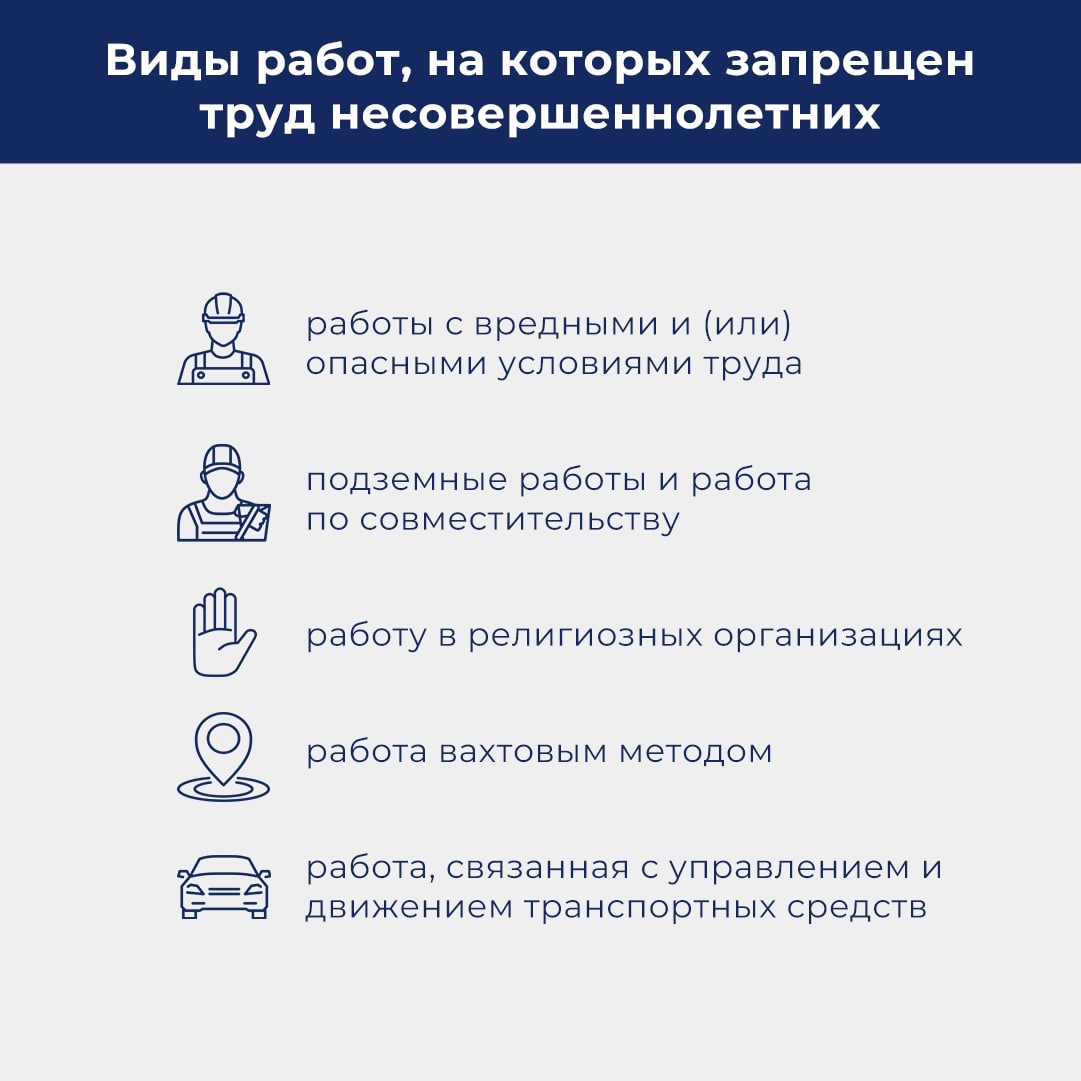 Виды работ, на которых запрещен
труд несовершеннолетних
работы с вредными и (или)
опасными условиями труда
подземные работы и работа
по совместительству
работу в религиозных организациях
работа вахтовым методом
работа, связанная с управлением и
движением транспортных средств